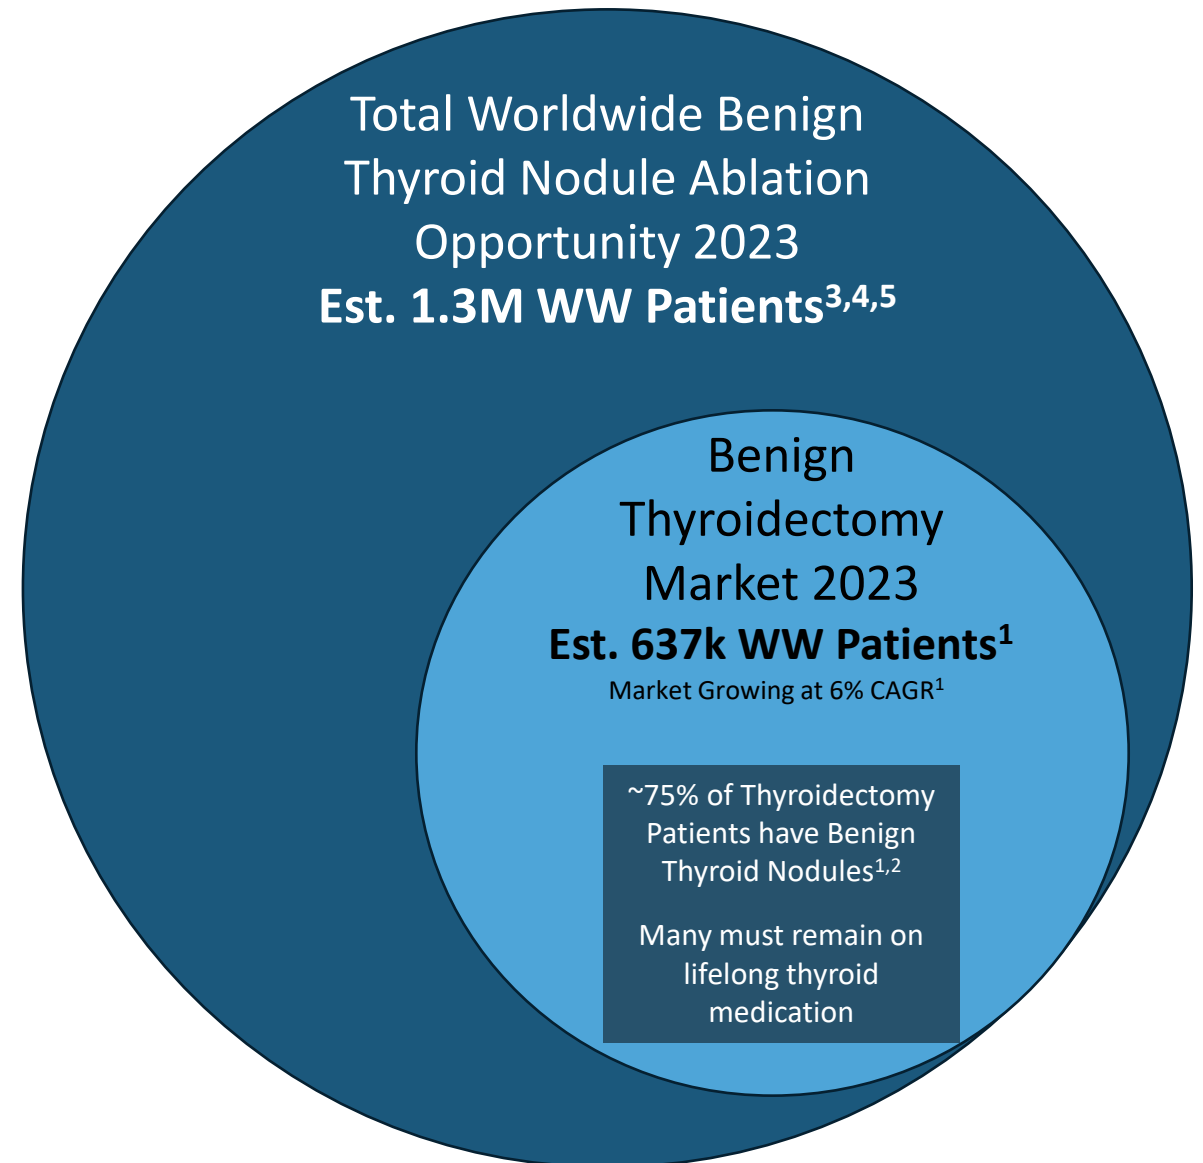 Total Worldwide Benign
Thyroid Nodule Ablation
Opportunity 2023
Est. 1.3M WW Patients³,⁴,⁵
Benign
Thyroidectomy
Market 2023
Est. 637k WW Patients¹
Market Growing at 6% CAGR¹
~75% of Thyroidectomy
Patients have Benign
Thyroid Nodules¹,²
Many must remain on
lifelong thyroid
medication